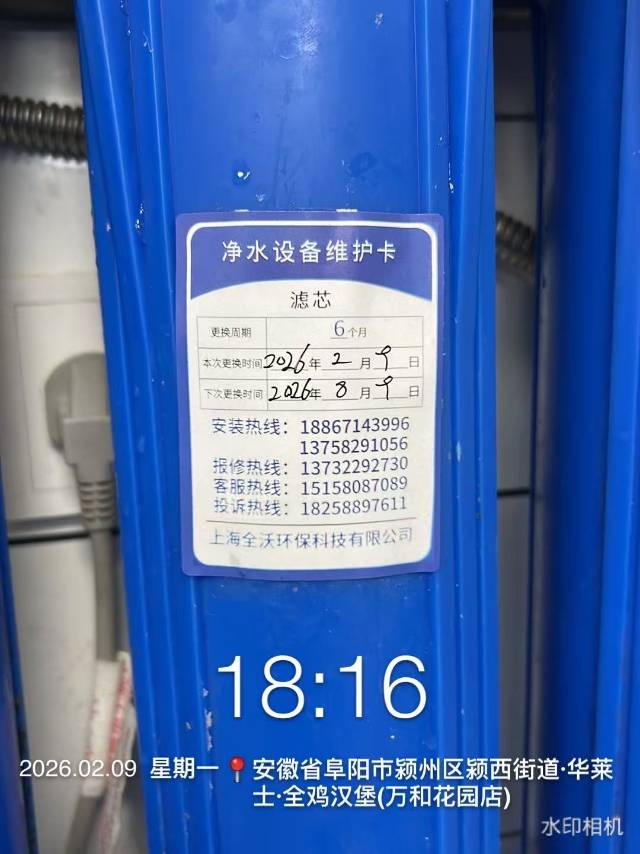 净水设备维护卡
滤芯
更换周期 6个月
本次更换时间 2026年 2月 9日
下次更换时间 2026年 8月 9日
安装热线：18867143996
13758291056
报修热线：13732292730
客服热线：15158087089
投诉热线：18258897611
上海全沃环保科技有限公司
18:16
2026.02.09 星期一 安徽省阜阳市颍州区颍西街道·华莱
士·全鸡汉堡(万和花园店)
水印相机